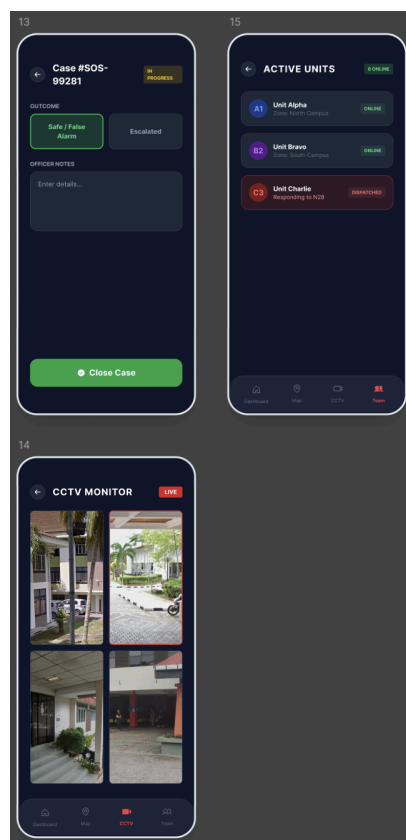 13
Case #SOS-
99281
IN
PROGRESS
OUTCOME
Safe / False
Alarm
Escalated
OFFICER NOTES
Enter details...
Close Case
15
ACTIVE UNITS
8 ONLINE
A1
Unit Alpha
Zone: North Campus
ONLINE
B2
Unit Bravo
Zone: South Campus
ONLINE
C3
Unit Charlie
Responding to N28
DISPATCHED
Dashboard
Map
CCTV
Team
14
CCTV MONITOR
LIVE
Dashboard
Map
CCTV
Team